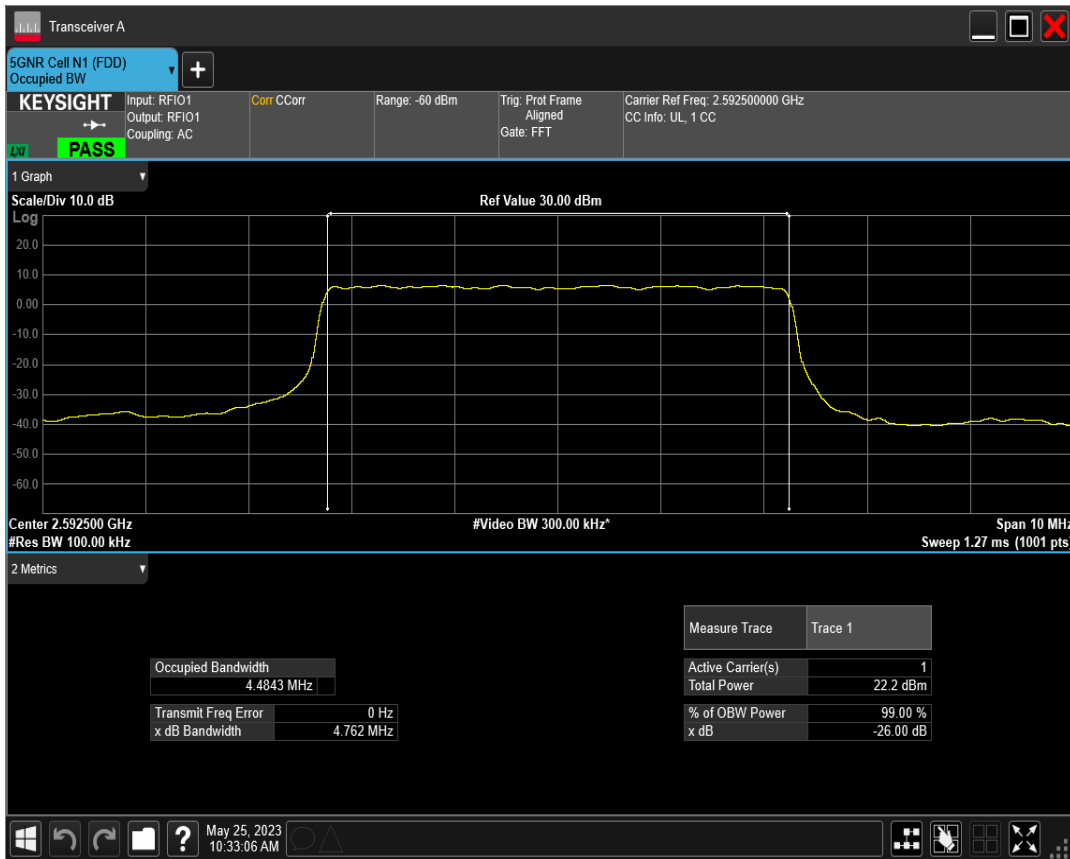 Transceiver A
5GNR Cell N1 (FDD)
Occupied BW
+
KEYSIGHT
LXI
PASS
Input: RFIO1
Output: RFIO1
Coupling: AC
Corr CCorr
Range: -60 dBm
Trig: Prot Frame
Aligned
Gate: FFT
Carrier Ref Freq: 2.592500000 GHz
CC Info: UL, 1 CC
1 Graph
Scale/Div 10.0 dB
Ref Value 30.00 dBm
Log
20.0
10.0
0.00
-10.0
-20.0
-30.0
-40.0
-50.0
-60.0
Center 2.592500 GHz
#Video BW 300.00 kHz*
Span 10 MHz
#Res BW 100.00 kHz
Sweep 1.27 ms (1001 pts)
2 Metrics
Measure Trace Trace 1
Occupied Bandwidth
4.4843 MHz
Active Carrier(s) 1
Total Power 22.2 dBm
Transmit Freq Error 0 Hz
x dB Bandwidth 4.762 MHz
% of OBW Power 99.00 %
x dB -26.00 dB
?
May 25, 2023
10:33:06 AM